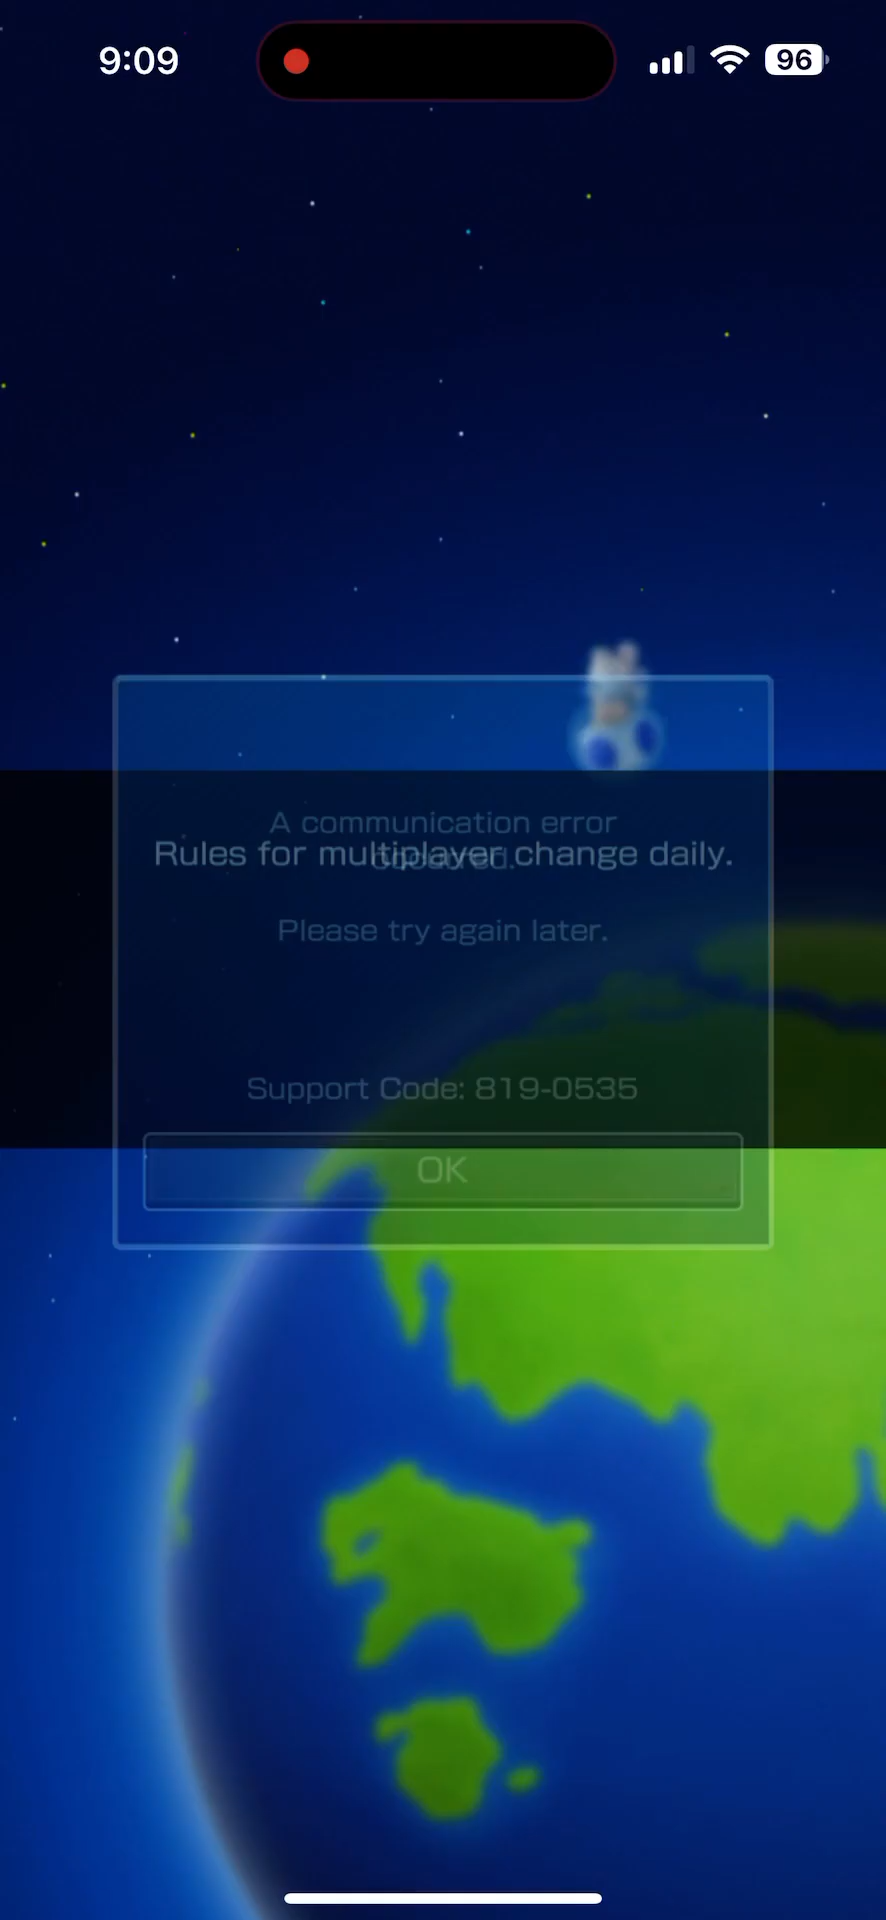 9:09
96
A communication error
Rules for multiplayer change daily.
Please try again later.
Support Code: 819-0535
OK